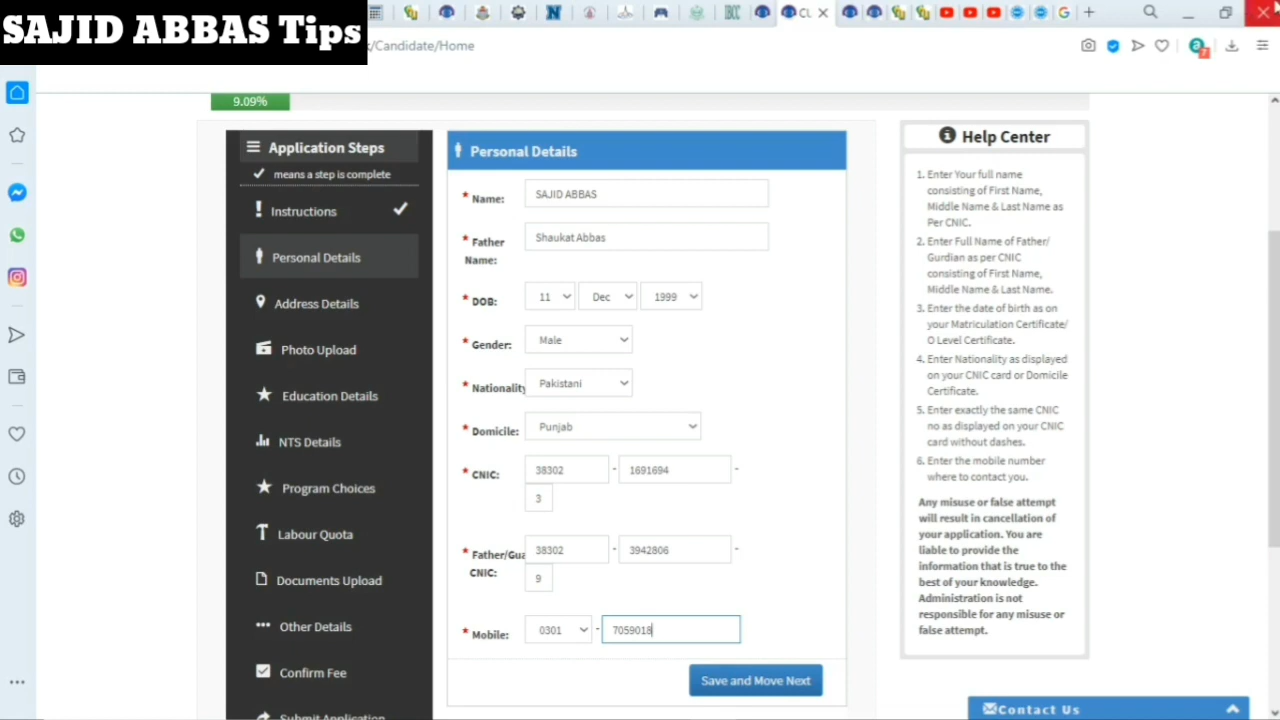 SAJID ABBAS Tips
/Candidate/Home
9.09%
Application Steps
means a step is complete
Instructions
Personal Details
Address Details
Photo Upload
Education Details
NTS Details
Program Choices
Labour Quota
Documents Upload
Other Details
Confirm Fee
Submit Application
Personal Details
* Name: SAJID ABBAS
* Father Name: Shaukat Abbas
* DOB: 11 Dec 1999
* Gender: Male
* Nationality Pakistani
* Domicile: Punjab
* CNIC: 38302 - 1691694 -
3
* Father/Gua 38302 - 3942806 -
CNIC: 9
* Mobile: 0301 - 7059018
Save and Move Next
Help Center
1. Enter Your full name
consisting of First Name,
Middle Name & Last Name as
Per CNIC.
2. Enter Full Name of Father/
Gurdian as per CNIC
consisting of First Name,
Middle Name & Last Name.
3. Enter the date of birth as on
your Matriculation Certificate/
O Level Certificate.
4. Enter Nationality as displayed
on your CNIC card or Domicile
Certificate.
5. Enter exactly the same CNIC
no as displayed on your CNIC
card without dashes.
6. Enter the mobile number
where to contact you.
Any misuse or false attempt
will result in cancellation of
your application. You are
liable to provide the
information that is true to the
best of your knowledge.
Administration is not
responsible for any misuse or
false attempt.
Contact Us